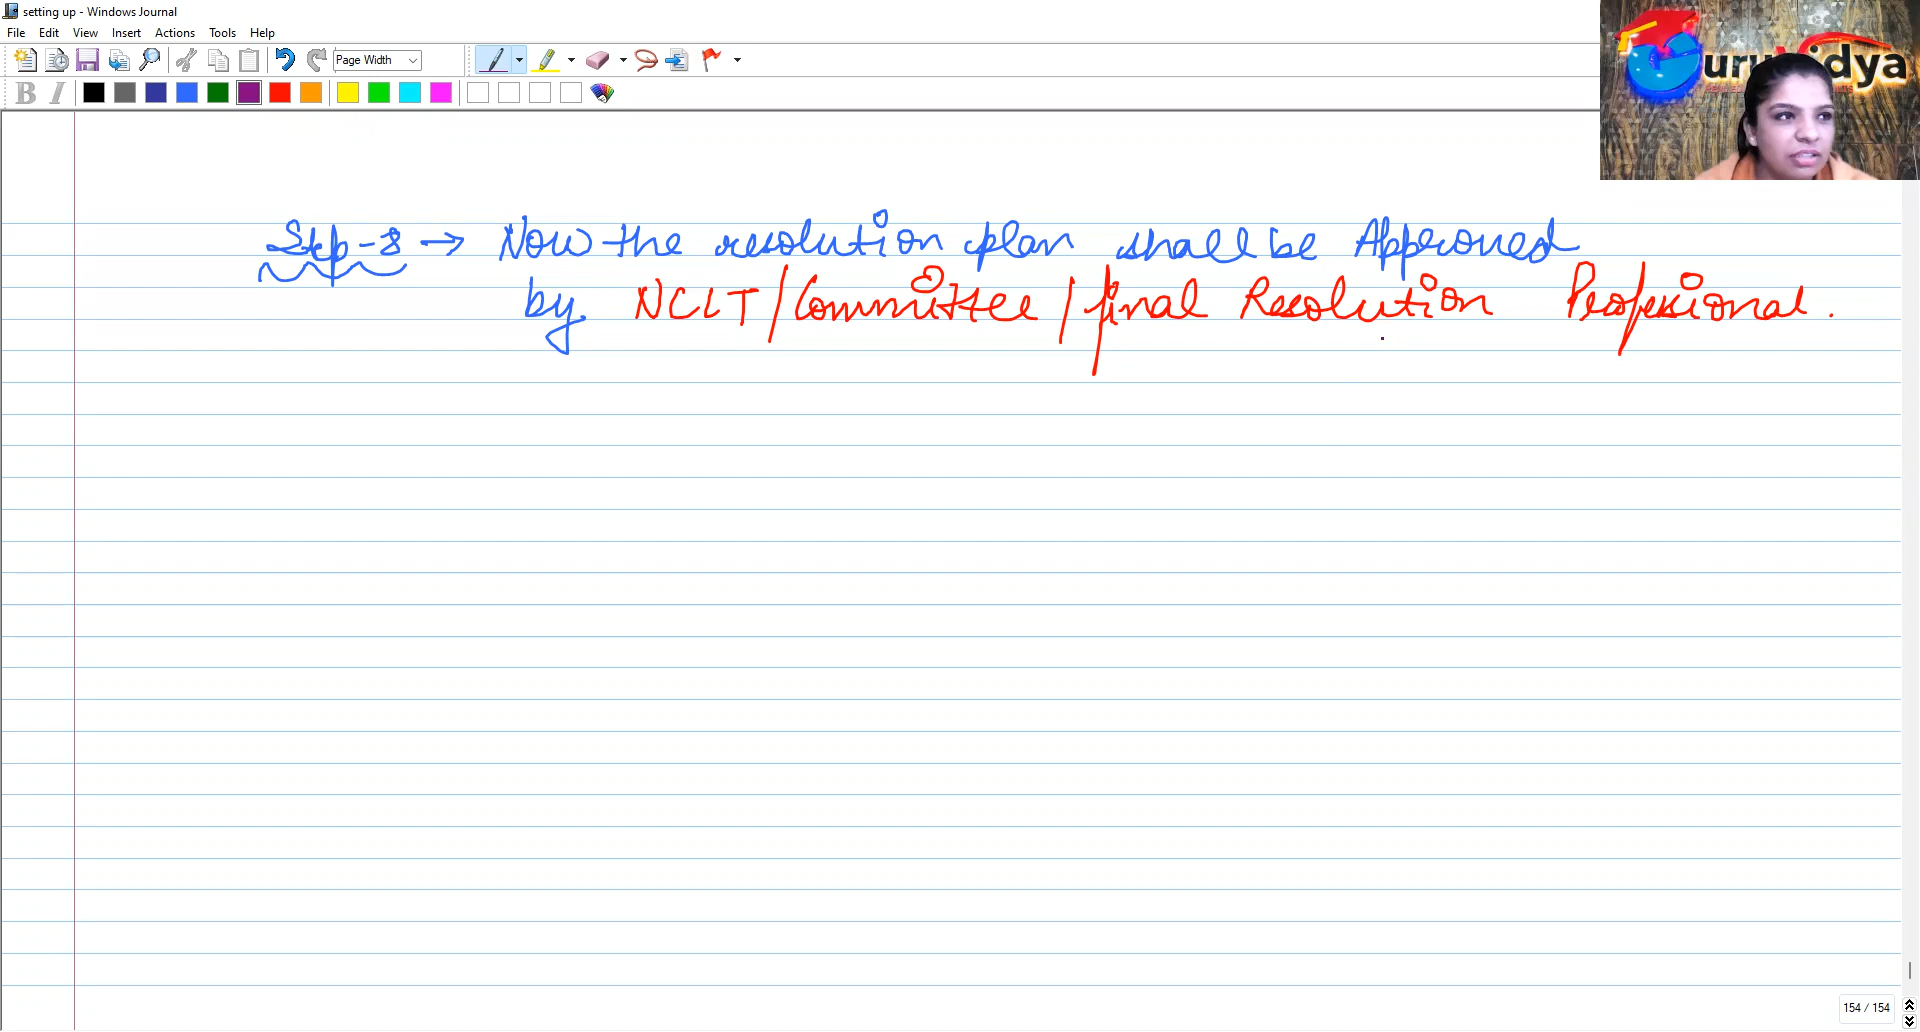 setting up - Windows Journal
File Edit View Insert Actions Tools Help
Page Width
B I
Step-8 → Now the resolution plan shall be Approved
by NCLT/Committee/final Resolution Professional.
154 / 154